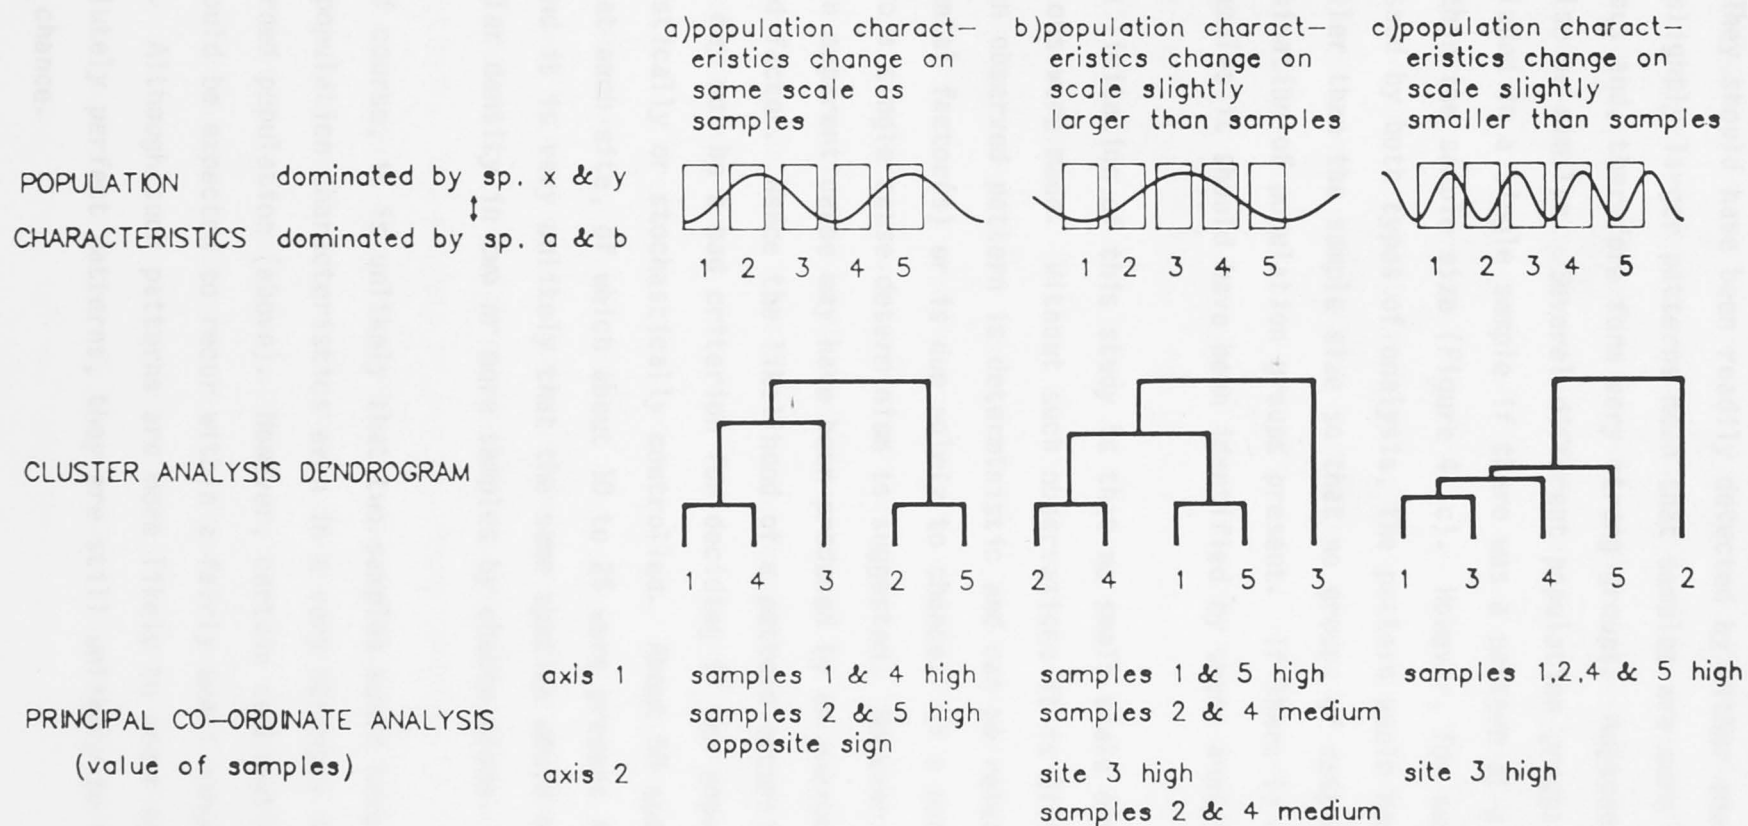 a)population charact–
eristics change on
same scale as
samples
b)population charact–
eristics change on
scale slightly
larger than samples
c)population charact–
eristics change on
scale slightly
smaller than samples
POPULATION
CHARACTERISTICS
dominated by sp. x & y
dominated by sp. a & b
1 2 3 4 5
1 2 3 4 5
1 2 3 4 5
CLUSTER ANALYSIS DENDROGRAM
1 4 3 2 5
2 4 1 5 3
1 3 4 5 2
PRINCIPAL CO–ORDINATE ANALYSIS
(value of samples)
axis 1
samples 1 & 4 high
samples 2 & 5 high
opposite sign
samples 1 & 5 high
samples 2 & 4 medium
samples 1,2,4 & 5 high
axis 2
site 3 high
samples 2 & 4 medium
site 3 high